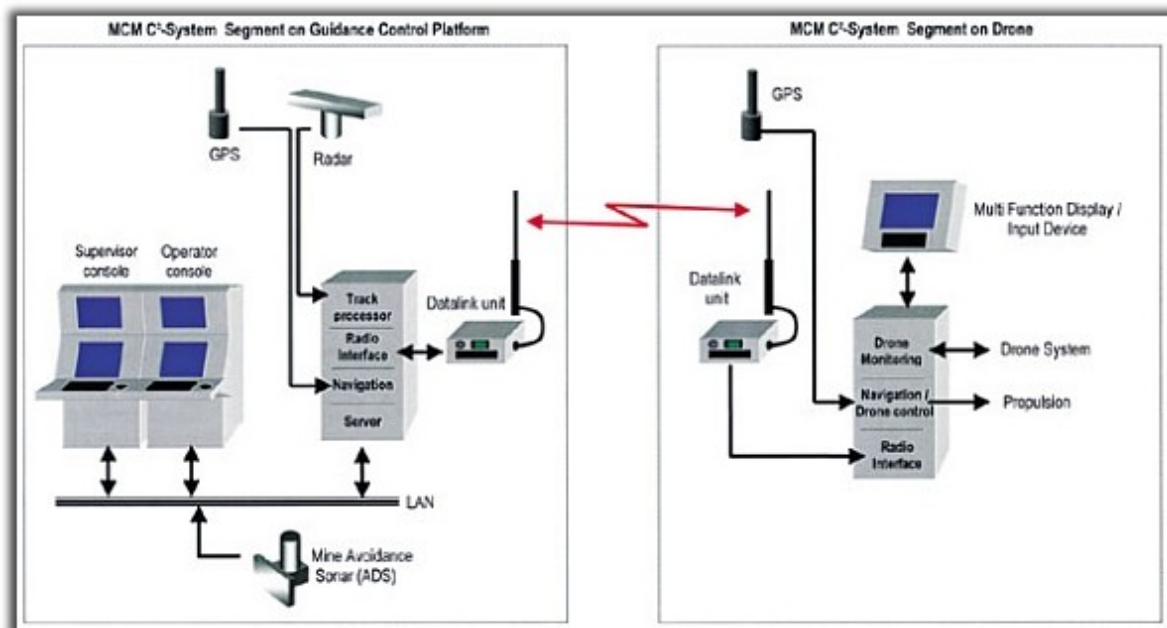 MCM C²-System Segment on Guidance Control Platform
GPS
Radar
Supervisor
console
Operator
console
Track
processor
Radio
Interface
Navigation
Server
Datalink unit
LAN
Mine Avoidance
Sonar (ADS)
MCM C²-System Segment on Drone
GPS
Multi Function Display /
Input Device
Datalink
unit
Drone
Monitoring
Navigation /
Drone control
Radio
Interface
Drone System
Propulsion